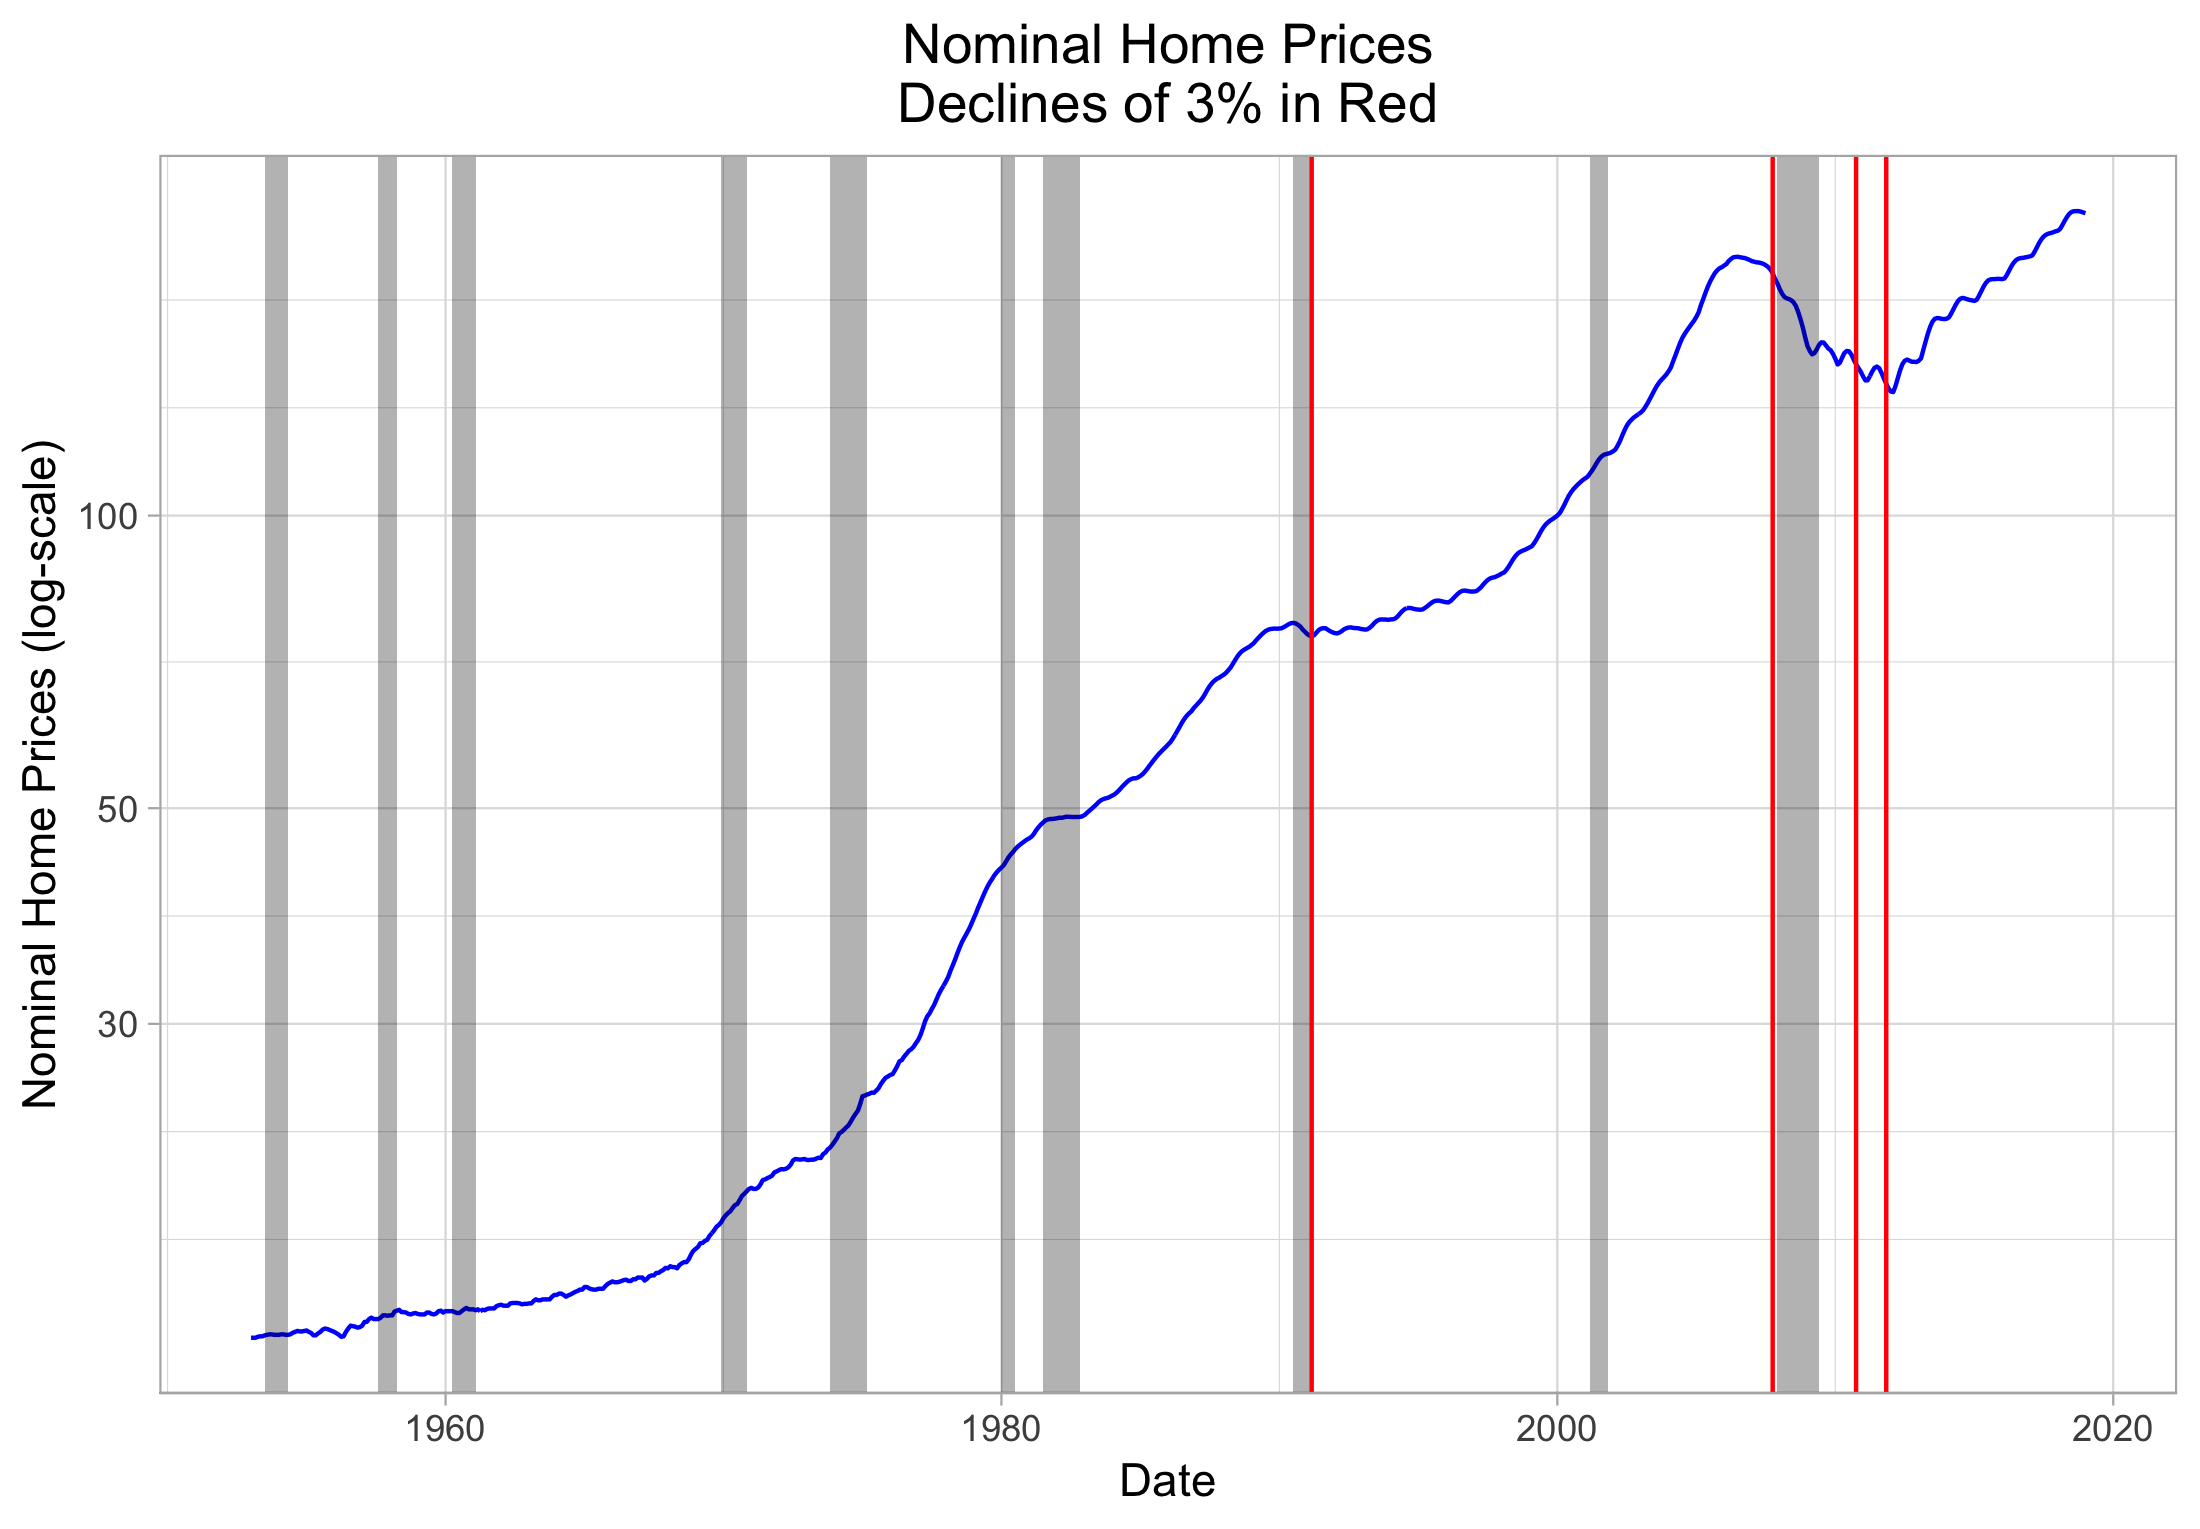 Nominal Home Prices
Declines of 3% in Red
Nominal Home Prices (log-scale)
100
50
30
1960
1980
2000
2020
Date